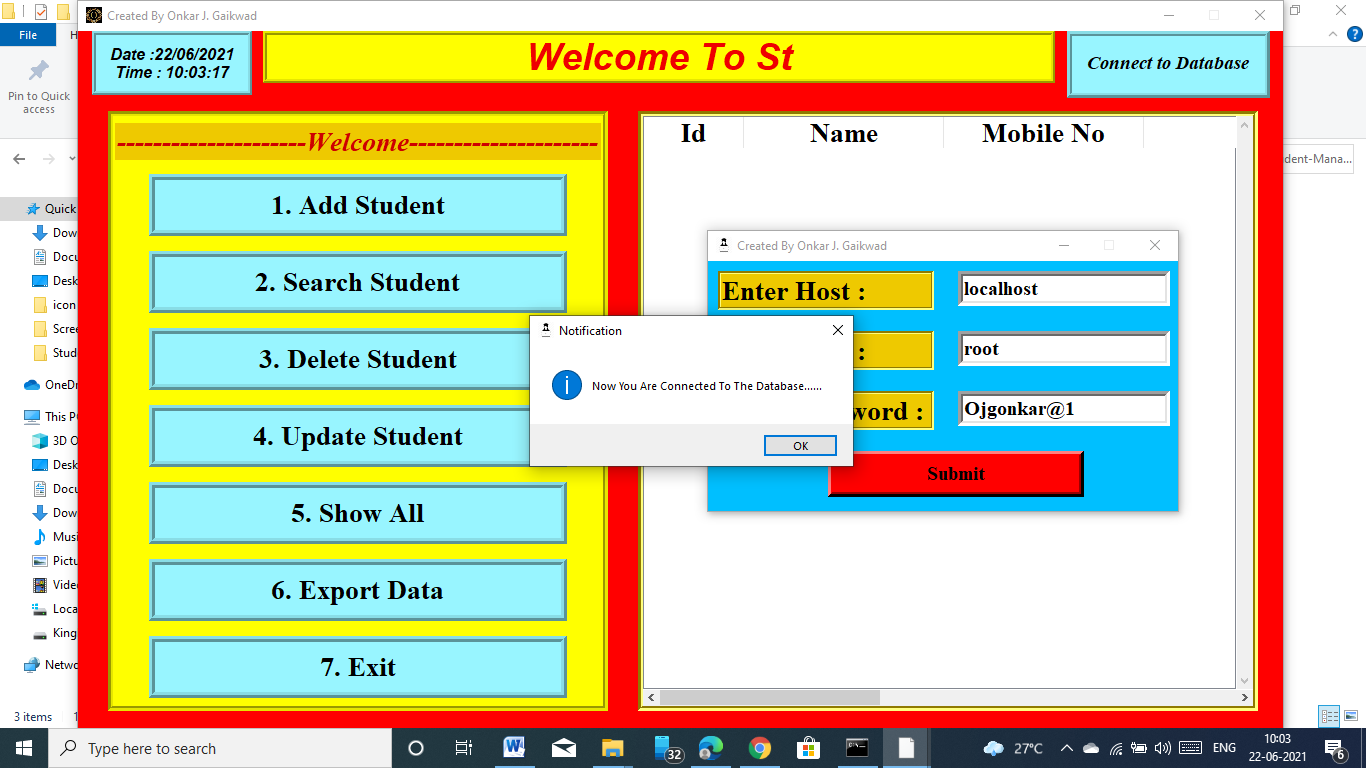 Created By Onkar J. Gaikwad
File
Date :22/06/2021
Time : 10:03:17
Welcome To St
Connect to Database
Pin to Quick
access
---------------------Welcome---------------------
1. Add Student
2. Search Student
3. Delete Student
4. Update Student
5. Show All
6. Export Data
7. Exit
Id Name Mobile No
dent-Mana...
Created By Onkar J. Gaikwad
Enter Host :
localhost
:
root
word :
Ojgonkar@1
Submit
Notification
Now You Are Connected To The Database......
OK
Quick
Dow
Docu
Desk
icon
Scree
Stud
OneDr
This P
3D O
Desk
Docu
Dow
Musi
Pictu
Video
Loca
King
Netwo
3 items
Type here to search
32
27°C
ENG
10:03
22-06-2021
6